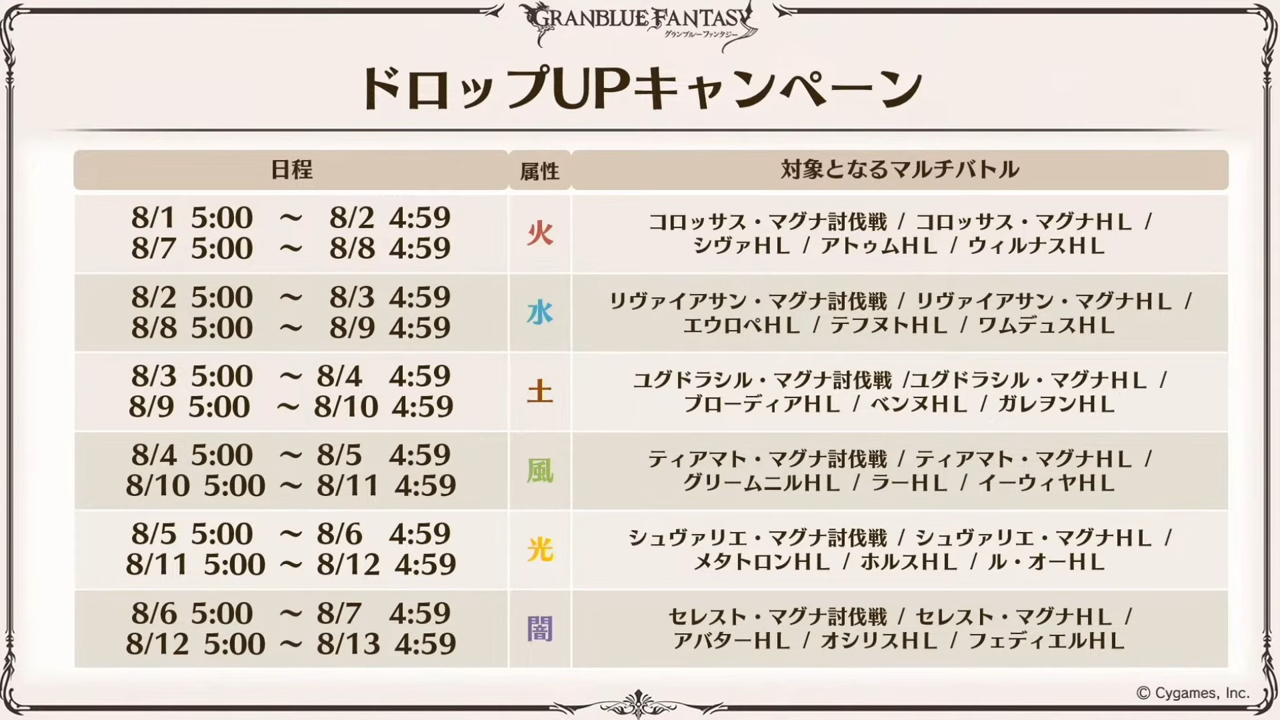 GRANBLUE FANTASY
グランブルーファンタジー
ドロップUPキャンペーン
日程 属性 対象となるマルチバトル
8/1 5:00 ～ 8/2 4:59
8/7 5:00 ～ 8/8 4:59
火
コロッサス・マグナ討伐戦 / コロッサス・マグナHL /
シヴァHL / アトゥムHL / ウィルナスHL
8/2 5:00 ～ 8/3 4:59
8/8 5:00 ～ 8/9 4:59
水
リヴァイアサン・マグナ討伐戦 / リヴァイアサン・マグナHL /
エウロペHL / テフヌトHL / ワムデュスHL
8/3 5:00 ～ 8/4 4:59
8/9 5:00 ～ 8/10 4:59
土
ユグドラシル・マグナ討伐戦 /ユグドラシル・マグナHL /
ブローディアHL / ベンヌHL / ガレヲンHL
8/4 5:00 ～ 8/5 4:59
8/10 5:00 ～ 8/11 4:59
風
ティアマト・マグナ討伐戦 / ティアマト・マグナHL /
グリームニルHL / ラーHL / イーウィヤHL
8/5 5:00 ～ 8/6 4:59
8/11 5:00 ～ 8/12 4:59
光
シュヴァリエ・マグナ討伐戦 / シュヴァリエ・マグナHL /
メタトロンHL / ホルスHL / ル・オーHL
8/6 5:00 ～ 8/7 4:59
8/12 5:00 ～ 8/13 4:59
闇
セレスト・マグナ討伐戦 / セレスト・マグナHL /
アバターHL / オシリスHL / フェディエルHL
© Cygames, Inc.